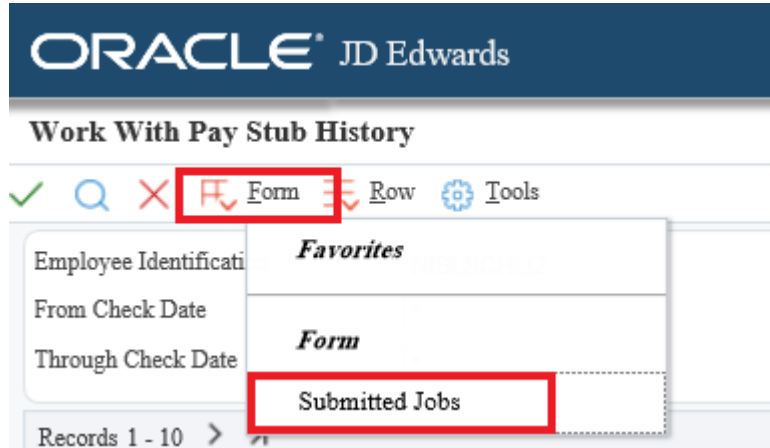 ORACLE JD Edwards
Work With Pay Stub History
Form Row Tools
Employee Identificati
Favorites
From Check Date
Form
Through Check Date
Submitted Jobs
Records 1 - 10